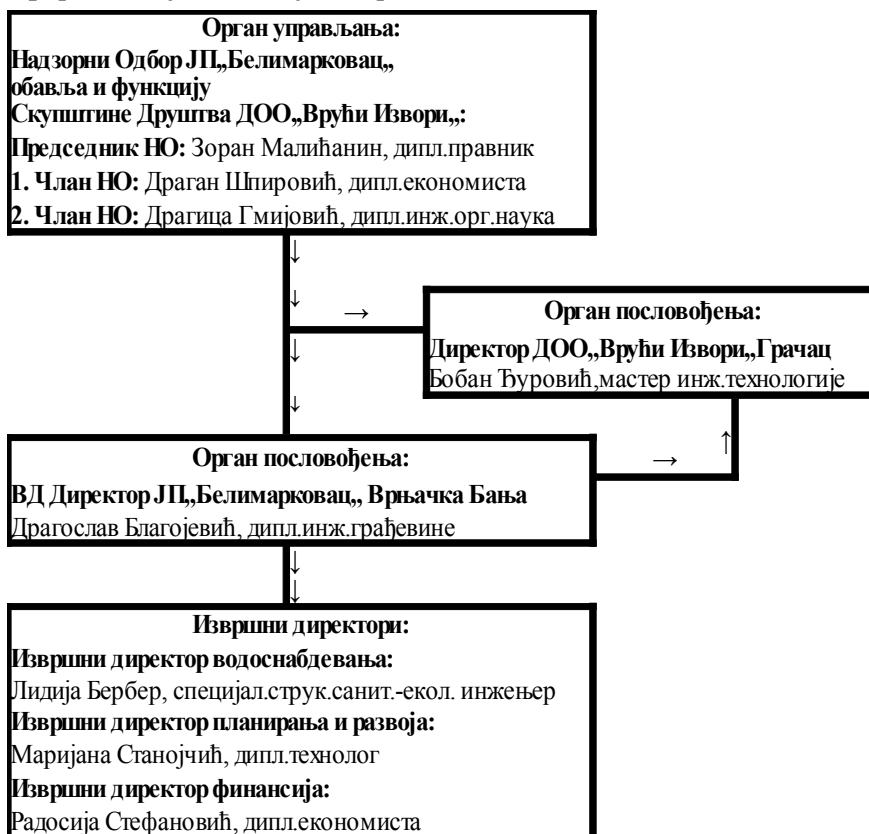 Орган управљања:
Надзорни Одбор ЈП„Белимарковац„
обавља и функцију
Скупштине Друштва ДОО„Врући Извори„:
Председник НО: Зоран Малићанин, дипл.правник
1. Члан НО: Драган Шпировић, дипл.економиста
2. Члан НО: Драгица Гмијовић, дипл.инж.орг.наука
↓
↓
→
↓
↓
Орган пословођења:
Директор ДОО„Врући Извори„Грачац
Бобан Ђуровић,мастер инж.технологије
Орган пословођења:
ВД Директор ЈП„Белимарковац„ Врњачка Бања
Драгослав Благојевић, дипл.инж.грађевине
→
↑
↓
↓
Извршни директори:
Извршни директор водоснабдевања:
Лидија Бербер, специјал.струк.санит.-екол. инжењер
Извршни директор планирања и развоја:
Маријана Станојчић, дипл.технолог
Извршни директор финансија:
Радосија Стефановић, дипл.економиста